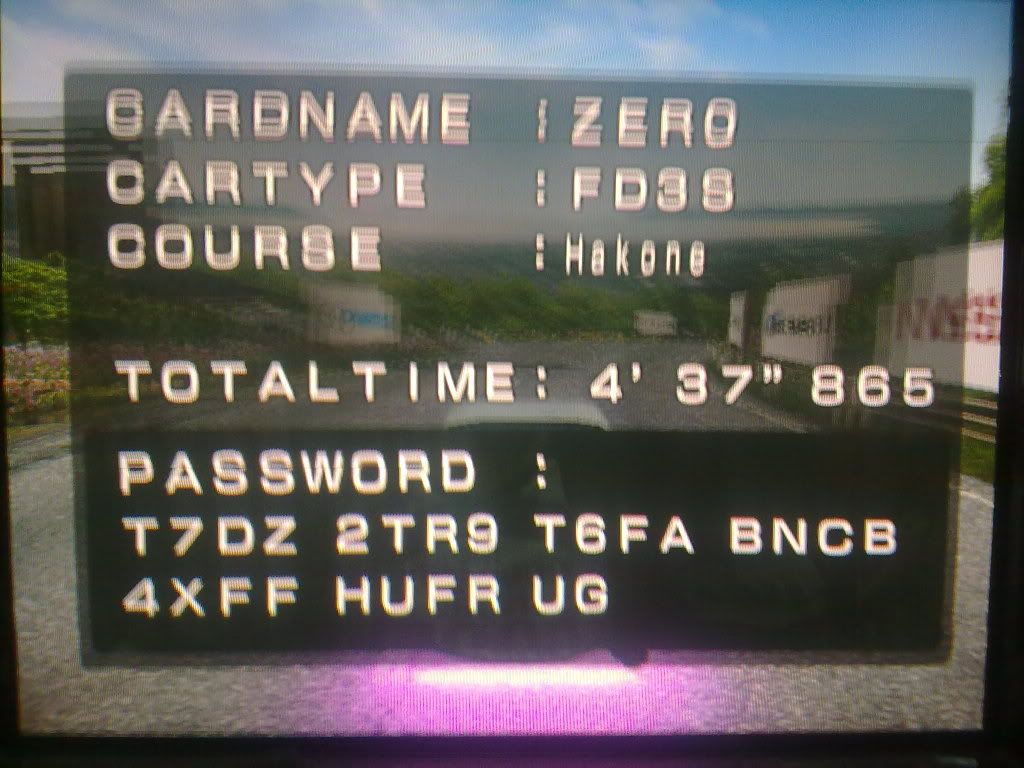 CARDNAME : ZERO
CARTYPE : FD3S
COURSE : Hakone
TOTALTIME: 4' 37" 865
PASSWORD :
T7DZ 2TR9 T6FA BNCB
4XFF HUFR UG